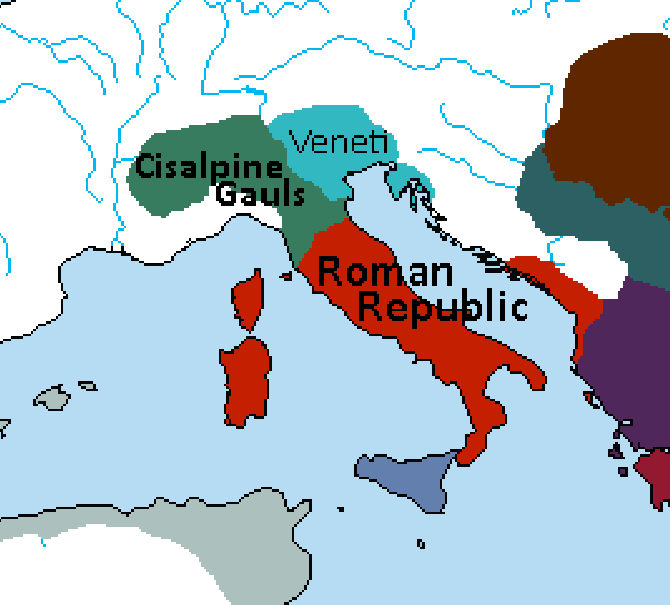 Veneti
Cisalpine
Gauls
Roman
Republic